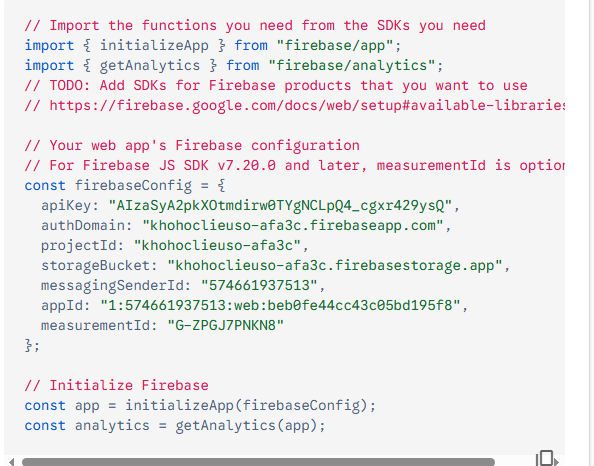 // Import the functions you need from the SDKs you need
import { initializeApp } from "firebase/app";
import { getAnalytics } from "firebase/analytics";
// TODO: Add SDKs for Firebase products that you want to use
// https://firebase.google.com/docs/web/setup#available-libraries
// Your web app's Firebase configuration
// For Firebase JS SDK v7.20.0 and later, measurementId is option
const firebaseConfig = {
apiKey: "AIzaSyA2pkXOtmdirw0TYgNCLpQ4_cgxr429ysQ",
authDomain: "khohoclieuso-afa3c.firebaseapp.com",
projectId: "khohoclieuso-afa3c",
storageBucket: "khohoclieuso-afa3c.firebasestorage.app",
messagingSenderId: "574661937513",
appId: "1:574661937513:web:beb0fe44cc43c05bd195f8",
measurementId: "G-ZPGJ7PNKN8"
};
// Initialize Firebase
const app = initializeApp(firebaseConfig);
const analytics = getAnalytics(app);